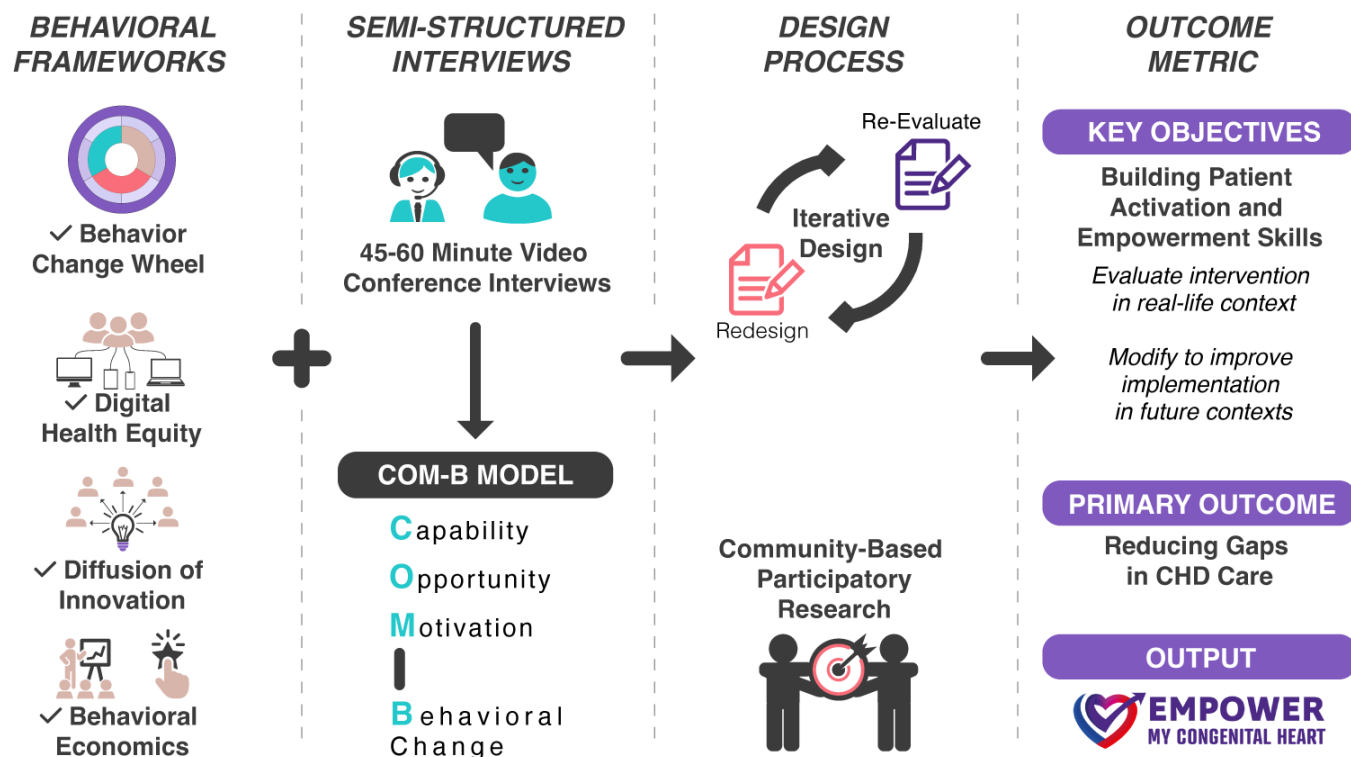 BEHAVIORAL
FRAMEWORKS
✓ Behavior
Change Wheel
✓ Digital
Health Equity
✓ Diffusion of
Innovation
✓ Behavioral
Economics
SEMI-STRUCTURED
INTERVIEWS
45-60 Minute Video
Conference Interviews
COM-B MODEL
Capability
Opportunity
Motivation
Behavioral
Change
DESIGN
PROCESS
Re-Evaluate
Iterative
Design
Redesign
Community-Based
Participatory
Research
OUTCOME
METRIC
KEY OBJECTIVES
Building Patient
Activation and
Empowerment Skills
Evaluate intervention
in real-life context
Modify to improve
implementation
in future contexts
PRIMARY OUTCOME
Reducing Gaps
in CHD Care
OUTPUT
EMPOWER
MY CONGENITAL HEART